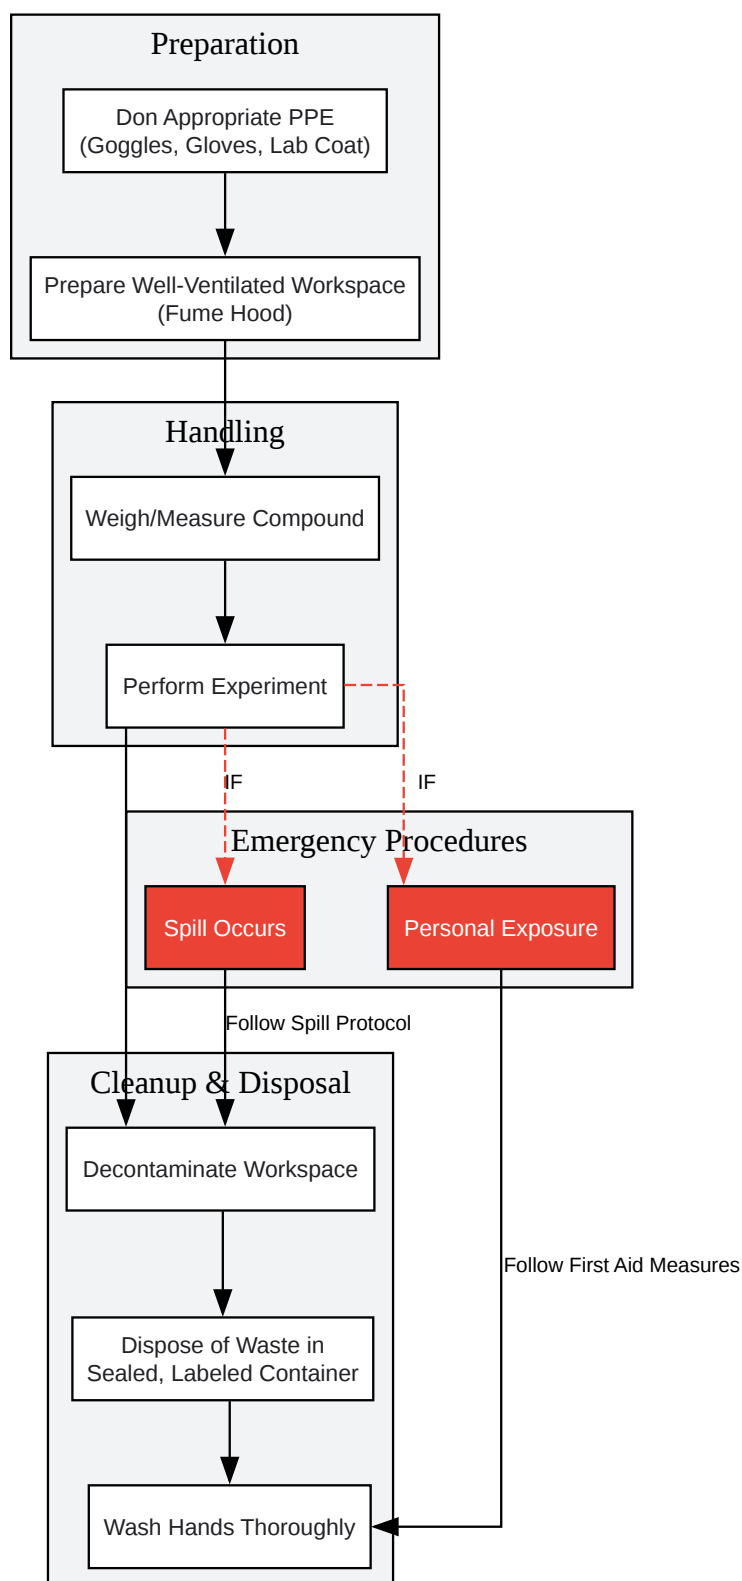 Preparation
Don Appropriate PPE
(Goggles, Gloves, Lab Coat)
Prepare Well-Ventilated Workspace
(Fume Hood)
Handling
Weigh/Measure Compound
Perform Experiment
IF
IF
Emergency Procedures
Spill Occurs
Personal Exposure
Follow Spill Protocol
Cleanup & Disposal
Decontaminate Workspace
Follow First Aid Measures
Dispose of Waste in
Sealed, Labeled Container
Wash Hands Thoroughly